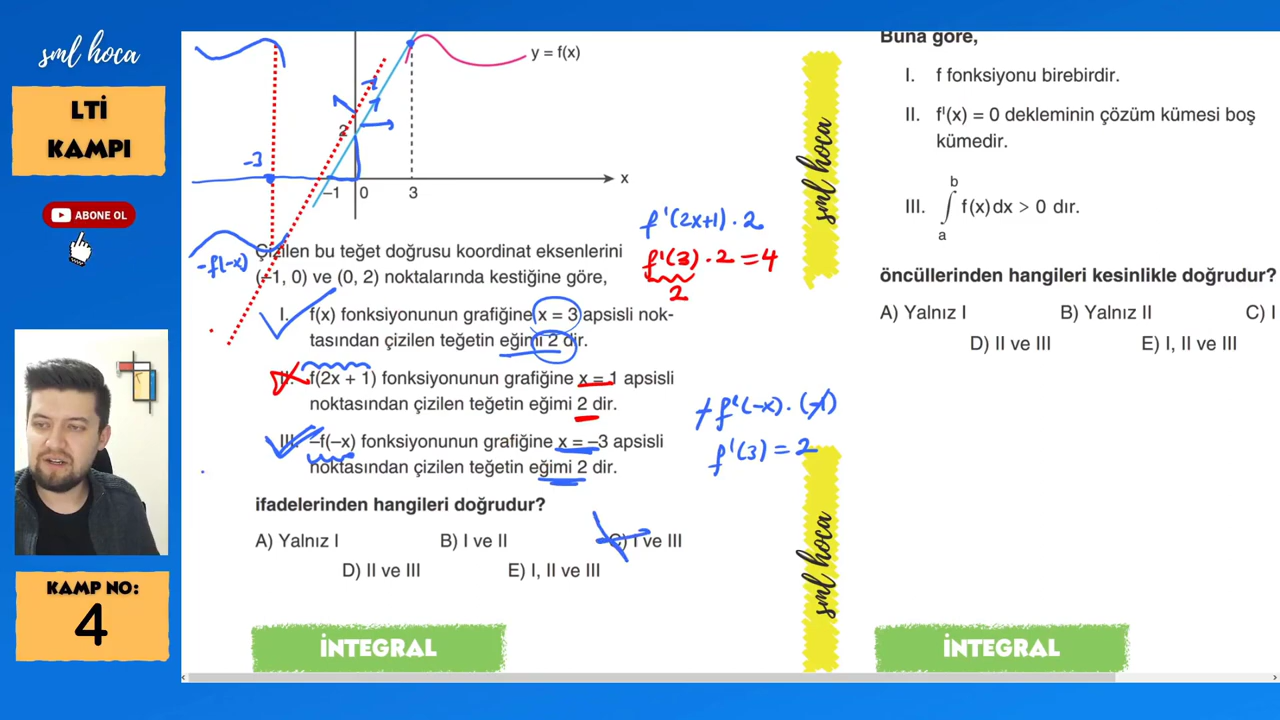 sml hoca
LTİ
KAMPI
ABONE OL
KAMP NO:
4
y = f(x)
2
-3
–1
0
3
x
-f(-x)
Çizilen bu teğet doğrusu koordinat eksenlerini
(–1, 0) ve (0, 2) noktalarında kestiğine göre,
I. f(x) fonksiyonunun grafiğine x = 3 apsisli nok-
tasından çizilen teğetin eğimi 2 dir.
II. f(2x + 1) fonksiyonunun grafiğine x = 1 apsisli
noktasından çizilen teğetin eğimi 2 dir.
III. –f(–x) fonksiyonunun grafiğine x = –3 apsisli
noktasından çizilen teğetin eğimi 2 dir.
ifadelerinden hangileri doğrudur?
A) Yalnız I B) I ve II C) I ve III
D) II ve III E) I, II ve III
f'(2x+1) . 2
f'(3) . 2 = 4
2
-f'(-x) . (-1)
f'(3) = 2
İNTEGRAL
sml hoca
sml hoca
Buna göre,
I. f fonksiyonu birebirdir.
II. f'(x) = 0 dekleminin çözüm kümesi boş
kümedir.
b
III. ∫ f(x) dx > 0 dır.
a
öncüllerinden hangileri kesinlikle doğrudur?
A) Yalnız I B) Yalnız II C) I
D) II ve III E) I, II ve III
İNTEGRAL